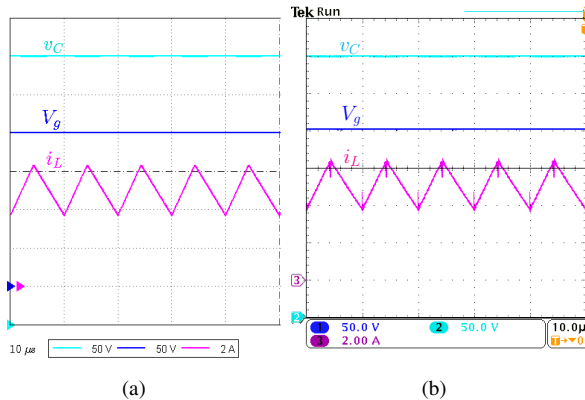 Tek Run
v_C
V_g
i_L
10 μs 50 V 50 V 2 A
(a)
v_C
V_g
i_L
3
2
1 50.0 V 2 50.0 V
3 2.00 A
10.0μ
T→▼0
(b)